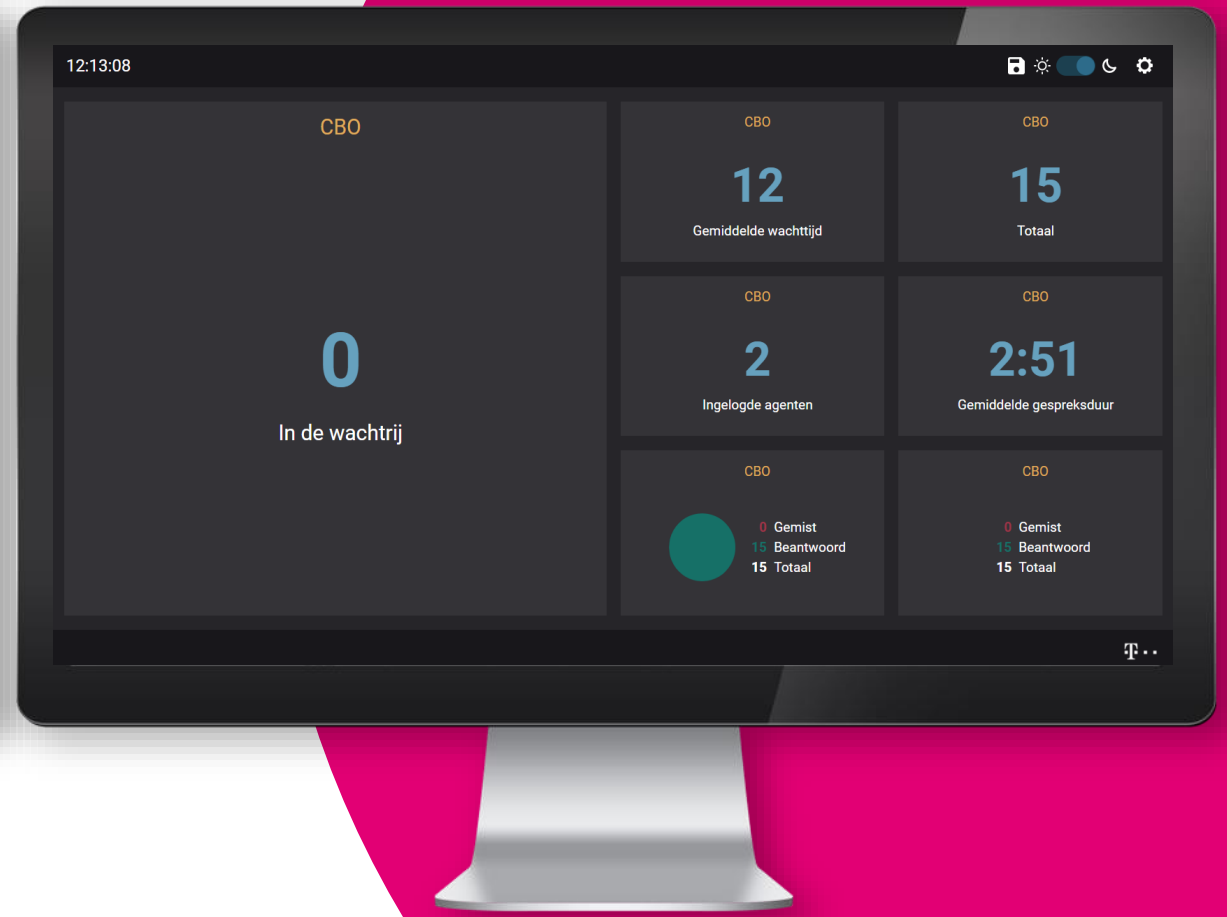 12:13:08
CBO
0
In de wachtrij
CBO
12
Gemiddelde wachttijd
CBO
15
Totaal
CBO
2
Ingelogde agenten
CBO
2:51
Gemiddelde gespreksduur
CBO
0 Gemist
15 Beantwoord
15 Totaal
CBO
0 Gemist
15 Beantwoord
15 Totaal
T